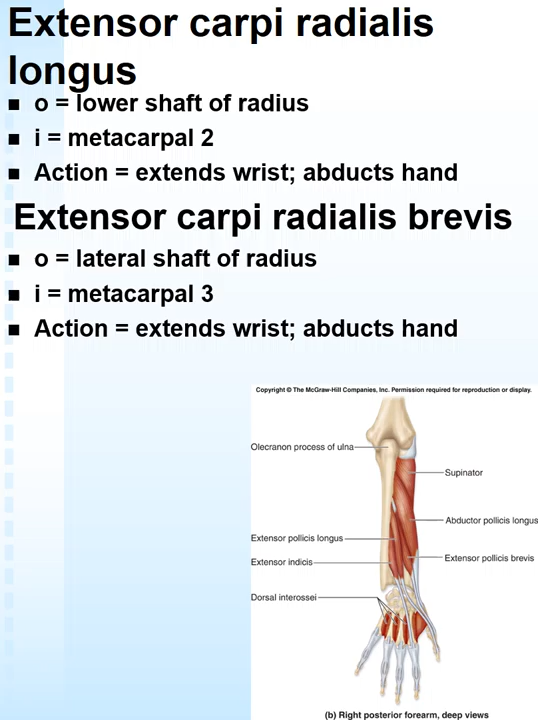 Extensor carpi radialis
longus
■ o = lower shaft of radius
■ i = metacarpal 2
■ Action = extends wrist; abducts hand
Extensor carpi radialis brevis
■ o = lateral shaft of radius
■ i = metacarpal 3
■ Action = extends wrist; abducts hand
Copyright © The McGraw-Hill Companies, Inc. Permission required for reproduction or display.
Olecranon process of ulna
Supinator
Abductor pollicis longus
Extensor pollicis longus
Extensor pollicis brevis
Extensor indicis
Dorsal interossei
(b) Right posterior forearm, deep views